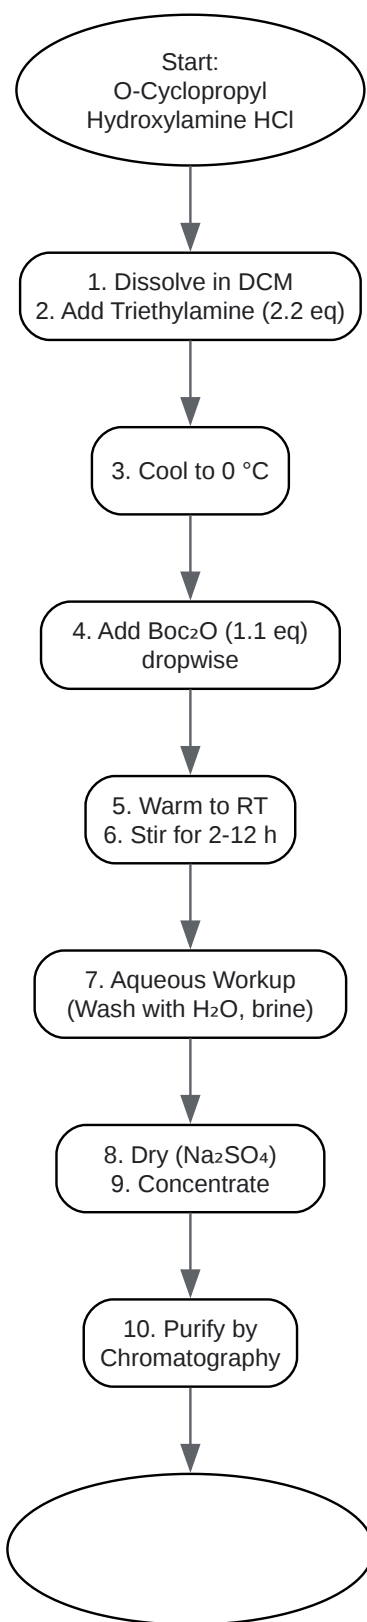 Start:
O-Cyclopropyl
Hydroxylamine HCl
1. Dissolve in DCM
2. Add Triethylamine (2.2 eq)
3. Cool to 0 °C
4. Add Boc₂O (1.1 eq)
dropwise
5. Warm to RT
6. Stir for 2-12 h
7. Aqueous Workup
(Wash with H₂O, brine)
8. Dry (Na₂SO₄)
9. Concentrate
10. Purify by
Chromatography